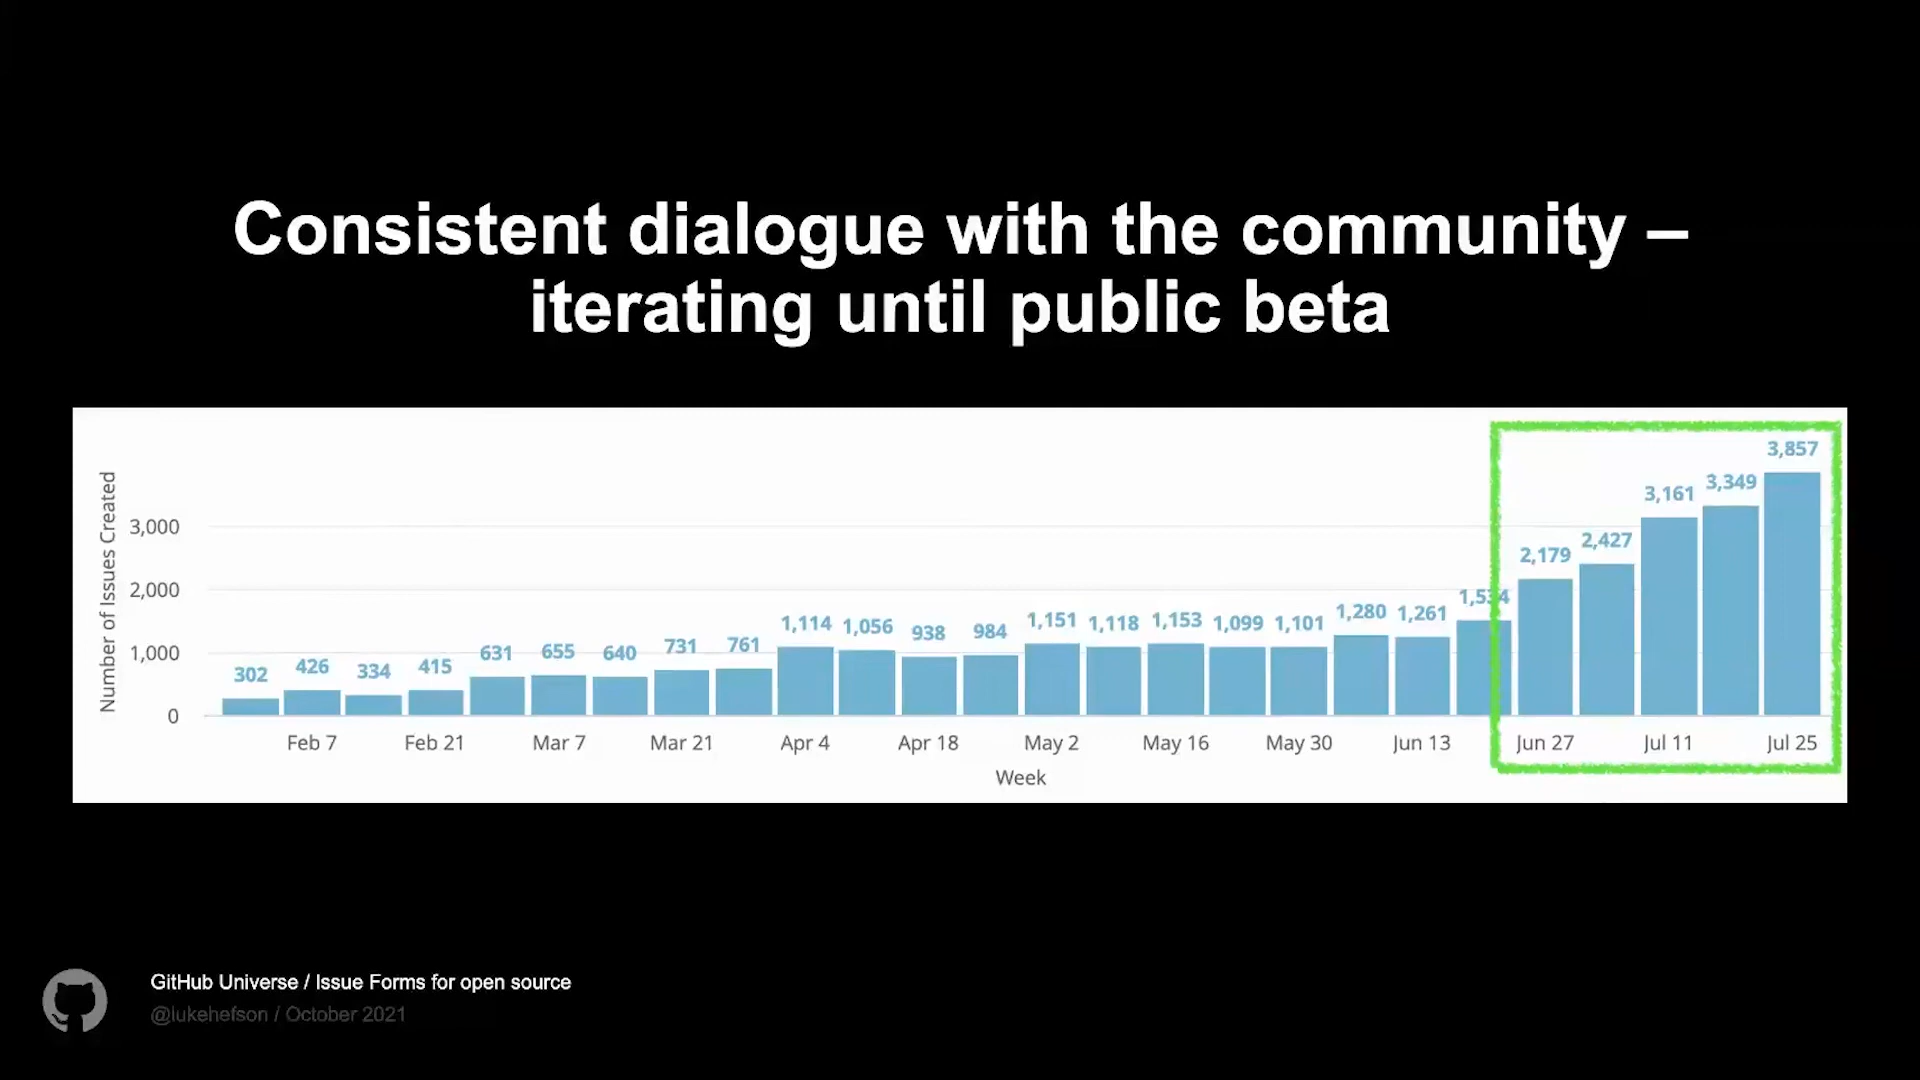 Consistent dialogue with the community –
iterating until public beta
Number of Issues Created
3,000
2,000
1,000
0
302 426 334 415 631 655 640 731 761 1,114 1,056 938 984 1,151 1,118 1,153 1,099 1,101 1,280 1,261 1,534 2,179 2,427 3,161 3,349 3,857
Feb 7 Feb 21 Mar 7 Mar 21 Apr 4 Apr 18 May 2 May 16 May 30 Jun 13 Jun 27 Jul 11 Jul 25
Week
GitHub Universe / Issue Forms for open source
@lukehefson / October 2021